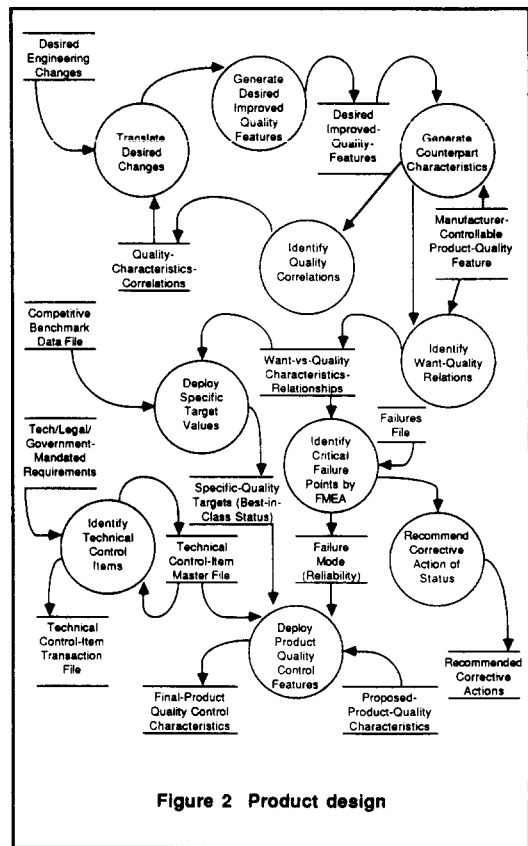 Desired
Engineering
Changes
Generate
Desired
Improved
Quality
Features
Desired
Improved-
Quality-
Features
Translate
Desired
Changes
Generate
Counterpart
Characteristics
Manufacturer-
Controllable
Product-Quality
Feature
Quality-
Characteristics-
Correlations
Identify
Quality
Correlations
Competitive
Benchmark
Data File
Deploy
Specific
Target
Values
Want-vs-Quality
Characteristics-
Relationships
Identify
Want-Quality
Relations
Failures
File
Tech/Legal/
Government-
Mandated
Requirements
Identify
Critical
Failure
Points by
FMEA
Specific-Quality
Targets (Best-in-
Class Status)
Identify
Technical
Control
Items
Technical
Control-Item
Master File
Failure
Mode
(Reliability)
Recommend
Corrective
Action of
Status
Technical
Control-Item
Transaction
File
Deploy
Product
Quality
Control
Features
Final-Product
Quality Control
Characteristics
Proposed-
Product-Quality
Characteristics
Recommended
Corrective
Actions
Figure 2 Product design